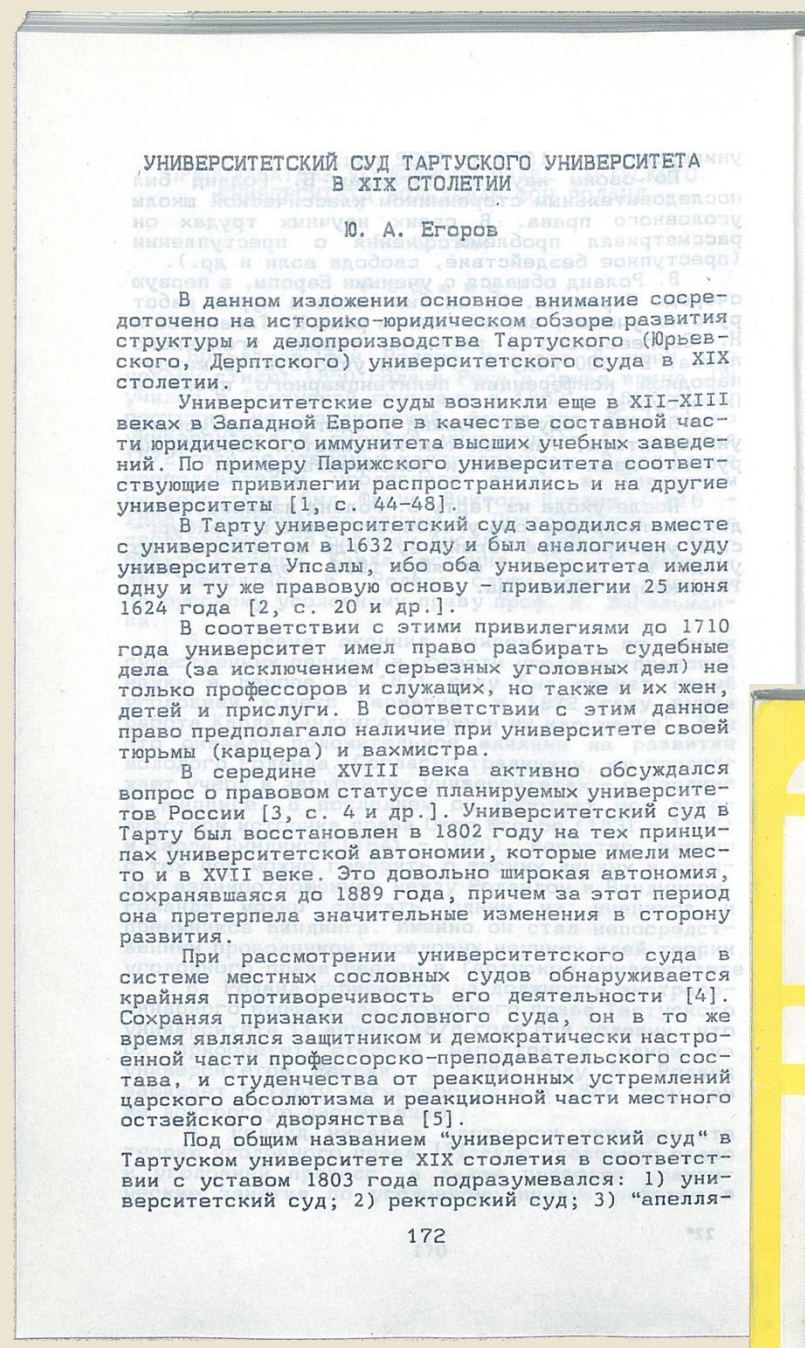 УНИВЕРСИТЕТСКИЙ СУД ТАРТУСКОГО УНИВЕРСИТЕТА
В XIX СТОЛЕТИИ
Ю. А. Егоров
В данном изложении основное внимание сосре-
доточено на историко-юридическом обзоре развития
структуры и делопроизводства Тартуского (Юрьев-
ского, Дерптского) университетского суда в XIX
столетии.
Университетские суды возникли еще в XII-XIII
веках в Западной Европе в качестве составной час-
ти юридического иммунитета высших учебных заведе-
ний. По примеру Парижского университета соответ-
ствующие привилегии распространились и на другие
университеты [1, с. 44-48].
В Тарту университетский суд зародился вместе
с университетом в 1632 году и был аналогичен суду
университета Упсалы, ибо оба университета имели
одну и ту же правовую основу – привилегии 25 июня
1624 года [2, с. 20 и др.].
В соответствии с этими привилегиями до 1710
года университет имел право разбирать судебные
дела (за исключением серьезных уголовных дел) не
только профессоров и служащих, но также и их жен,
детей и прислуги. В соответствии с этим данное
право предполагало наличие при университете своей
тюрьмы (карцера) и вахмистра.
В середине XVIII века активно обсуждался
вопрос о правовом статусе планируемых университе-
тов России [3, с. 4 и др.]. Университетский суд в
Тарту был восстановлен в 1802 году на тех принци-
пах университетской автономии, которые имели мес-
то и в XVII веке. Это довольно широкая автономия,
сохранявшаяся до 1889 года, причем за этот период
она претерпела значительные изменения в сторону
развития.
При рассмотрении университетского суда в
системе местных сословных судов обнаруживается
крайняя противоречивость его деятельности [4].
Сохраняя признаки сословного суда, он в то же
время являлся защитником и демократически настро-
енной части профессорско-преподавательского сос-
тава, и студенчества от реакционных устремлений
царского абсолютизма и реакционной части местного
остзейского дворянства [5].
Под общим названием "университетский суд" в
Тартуском университете XIX столетия в соответст-
вии с уставом 1803 года подразумевался: 1) уни-
верситетский суд; 2) ректорский суд; 3) "апелля-
172